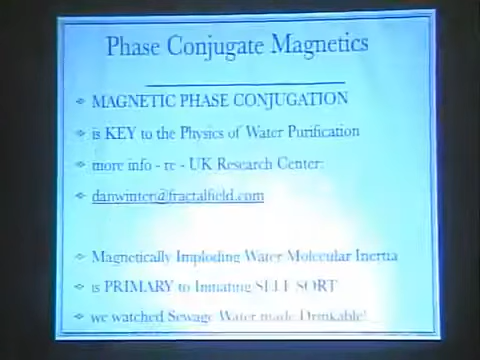 Phase Conjugate Magnetics
MAGNETIC PHASE CONJUGATION
is KEY to the Physics of Water Purification
more info - re - UK Research Center:
danwinter@fractalfield.com
Magnetically Imploding Water Molecular Inertia
is PRIMARY to Initiating SELF SORT
we watched Sewage Water made Drinkable!